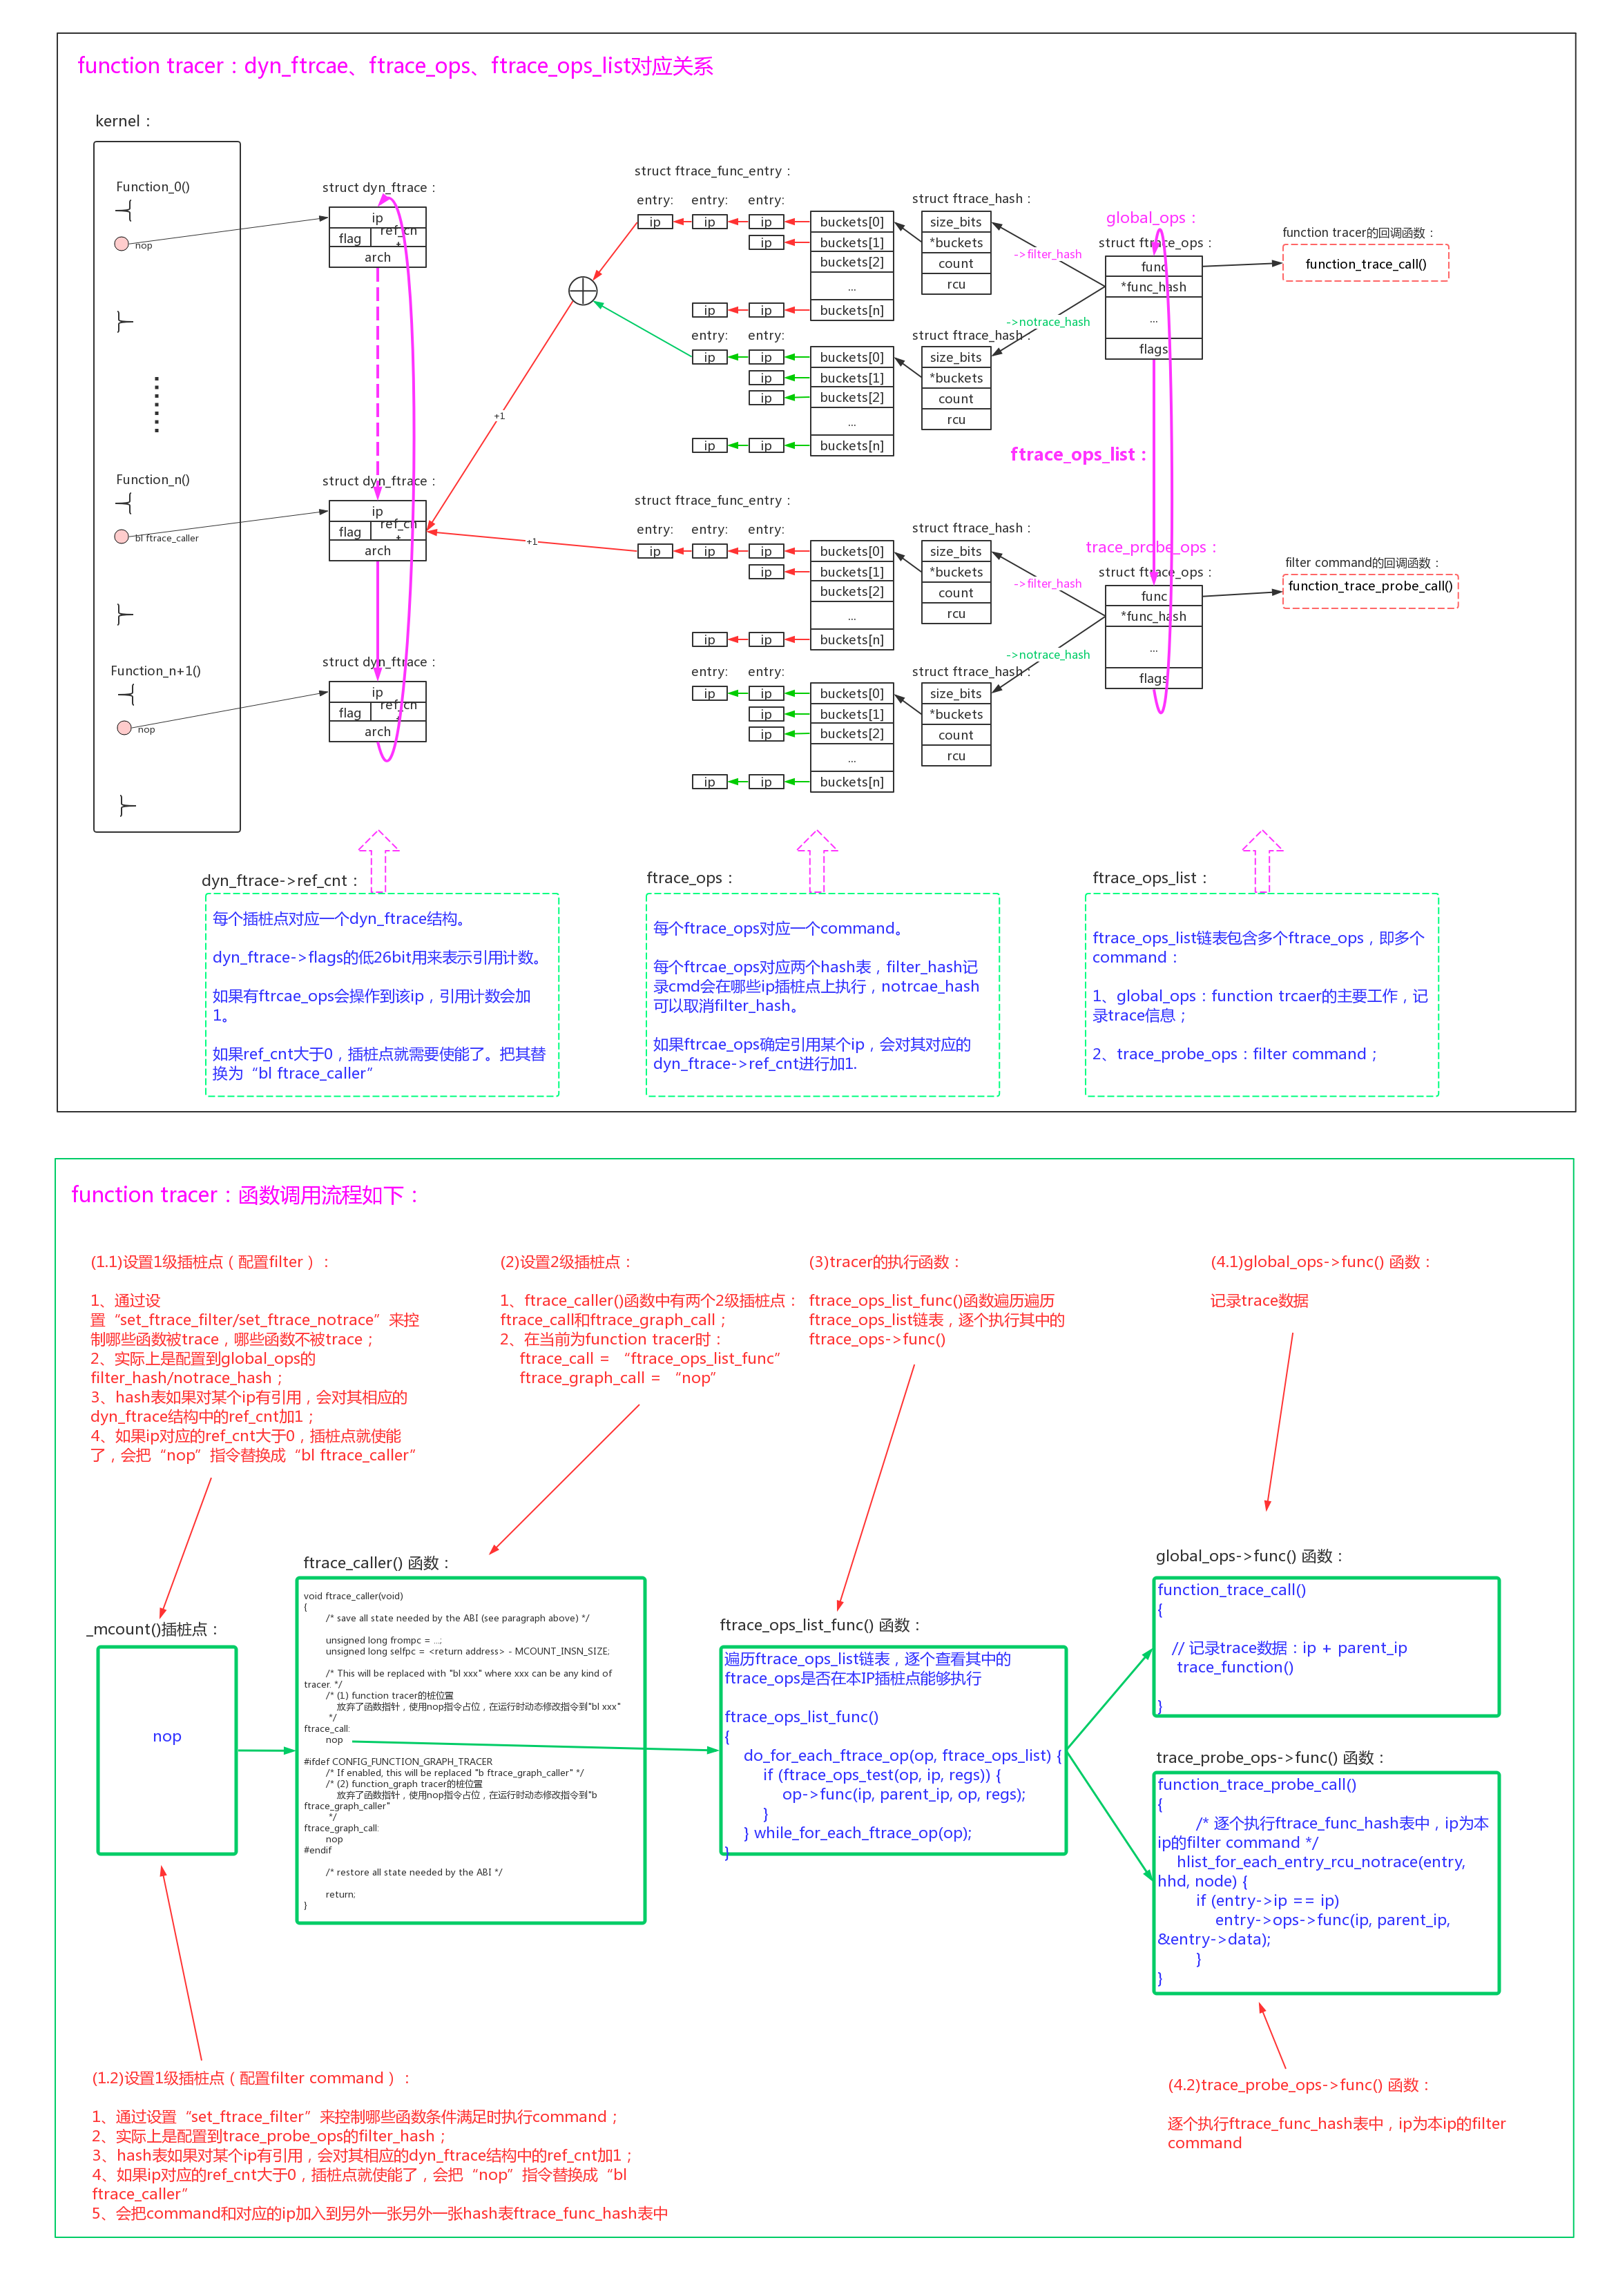 function tracer：dyn_ftrcae、ftrace_ops、ftrace_ops_list对应关系
kernel：
Function_0()
{
nop
}
Function_n()
{
bl ftrace_caller
}
Function_n+1()
{
nop
}
struct dyn_ftrace：
ip
flag
ref_cn
t
arch
struct dyn_ftrace：
ip
flag
ref_cn
t
arch
struct dyn_ftrace：
ip
flag
ref_cn
t
arch
+1
+1
struct ftrace_func_entry：
entry: entry: entry:
ip ip ip buckets[0]
ip buckets[1]
buckets[2]
...
ip ip buckets[n]
entry: entry:
ip ip buckets[0]
ip buckets[1]
ip buckets[2]
...
ip ip buckets[n]
struct ftrace_hash：
size_bits
*buckets
count
rcu
struct ftrace_hash：
size_bits
*buckets
count
rcu
->filter_hash
->notrace_hash
global_ops：
struct ftrace_ops：
func
*func_hash
...
flags
function tracer的回调函数：
function_trace_call()
ftrace_ops_list：
struct ftrace_func_entry：
entry: entry: entry:
ip ip ip buckets[0]
ip buckets[1]
buckets[2]
...
ip ip buckets[n]
entry: entry:
ip ip buckets[0]
ip buckets[1]
ip buckets[2]
...
ip ip buckets[n]
struct ftrace_hash：
size_bits
*buckets
count
rcu
struct ftrace_hash：
size_bits
*buckets
count
rcu
->filter_hash
->notrace_hash
trace_probe_ops：
struct ftrace_ops：
func
*func_hash
...
flags
filter command的回调函数：
function_trace_probe_call()
dyn_ftrace->ref_cnt：
每个插桩点对应一个dyn_ftrace结构。
dyn_ftrace->flags的低26bit用来表示引用计数。
如果有ftrcae_ops会操作到该ip，引用计数会加
1。
如果ref_cnt大于0，插桩点就需要使能了。把其替
换为“bl ftrace_caller”
ftrace_ops：
每个ftrace_ops对应一个command。
每个ftrcae_ops对应两个hash表，filter_hash记
录cmd会在哪些ip插桩点上执行，notrcae_hash
可以取消filter_hash。
如果ftrcae_ops确定引用某个ip，会对其对应的
dyn_ftrace->ref_cnt进行加1.
ftrace_ops_list：
ftrace_ops_list链表包含多个ftrace_ops，即多个
command：
1、global_ops：function trcaer的主要工作，记
录trace信息；
2、trace_probe_ops：filter command；
function tracer：函数调用流程如下：
(1.1)设置1级插桩点（配置filter）：
1、通过设
置“set_ftrace_filter/set_ftrace_notrace”来控
制哪些函数被trace，哪些函数不被trace；
2、实际上是配置到global_ops的
filter_hash/notrace_hash；
3、hash表如果对某个ip有引用，会对其相应的
dyn_ftrace结构中的ref_cnt加1；
4、如果ip对应的ref_cnt大于0，插桩点就使能
了，会把“nop”指令替换成“bl ftrace_caller”
(2)设置2级插桩点：
1、ftrace_caller()函数中有两个2级插桩点：
ftrace_call和ftrace_graph_call；
2、在当前为function tracer时：
ftrace_call = “ftrace_ops_list_func”
ftrace_graph_call = “nop”
(3)tracer的执行函数：
ftrace_ops_list_func()函数遍历遍历
ftrace_ops_list链表，逐个执行其中的
ftrace_ops->func()
(4.1)global_ops->func() 函数：
记录trace数据
_mcount()插桩点：
nop
ftrace_caller() 函数：
void ftrace_caller(void)
{
/* save all state needed by the ABI (see paragraph above) */
unsigned long frompc = ...;
unsigned long selfpc = <return address> - MCOUNT_INSN_SIZE;
/* This will be replaced with "bl xxx" where xxx can be any kind of
tracer. */
/* (1) function tracer的桩位置
放弃了函数指针，使用nop指令占位，在运行时动态修改指令到"bl xxx"
*/
ftrace_call:
nop
#ifdef CONFIG_FUNCTION_GRAPH_TRACER
/* If enabled, this will be replaced "b ftrace_graph_caller" */
/* (2) function_graph tracer的桩位置
放弃了函数指针，使用nop指令占位，在运行时动态修改指令到"b
ftrace_graph_caller"
*/
ftrace_graph_call:
nop
#endif
/* restore all state needed by the ABI */
return;
}
ftrace_ops_list_func() 函数：
遍历ftrace_ops_list链表，逐个查看其中的
ftrace_ops是否在本IP插桩点能够执行
ftrace_ops_list_func()
{
do_for_each_ftrace_op(op, ftrace_ops_list) {
if (ftrace_ops_test(op, ip, regs)) {
op->func(ip, parent_ip, op, regs);
}
} while_for_each_ftrace_op(op);
}
global_ops->func() 函数：
function_trace_call()
{
// 记录trace数据：ip + parent_ip
trace_function()
}
trace_probe_ops->func() 函数：
function_trace_probe_call()
{
/* 逐个执行ftrace_func_hash表中，ip为本
ip的filter command */
hlist_for_each_entry_rcu_notrace(entry,
hhd, node) {
if (entry->ip == ip)
entry->ops->func(ip, parent_ip,
&entry->data);
}
}
(1.2)设置1级插桩点（配置filter command）：
1、通过设置“set_ftrace_filter”来控制哪些函数条件满足时执行command；
2、实际上是配置到trace_probe_ops的filter_hash；
3、hash表如果对某个ip有引用，会对其相应的dyn_ftrace结构中的ref_cnt加1；
4、如果ip对应的ref_cnt大于0，插桩点就使能了，会把“nop”指令替换成“bl
ftrace_caller”
5、会把command和对应的ip加入到另外一张另外一张hash表ftrace_func_hash表中
(4.2)trace_probe_ops->func() 函数：
逐个执行ftrace_func_hash表中，ip为本ip的filter
command